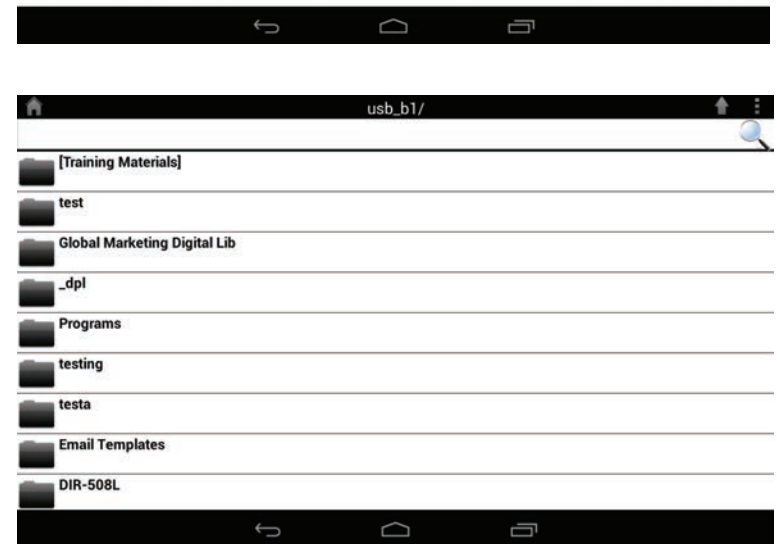 usb_b1/
[Training Materials]
test
Global Marketing Digital Lib
_dpl
Programs
testing
testa
Email Templates
DIR-508L